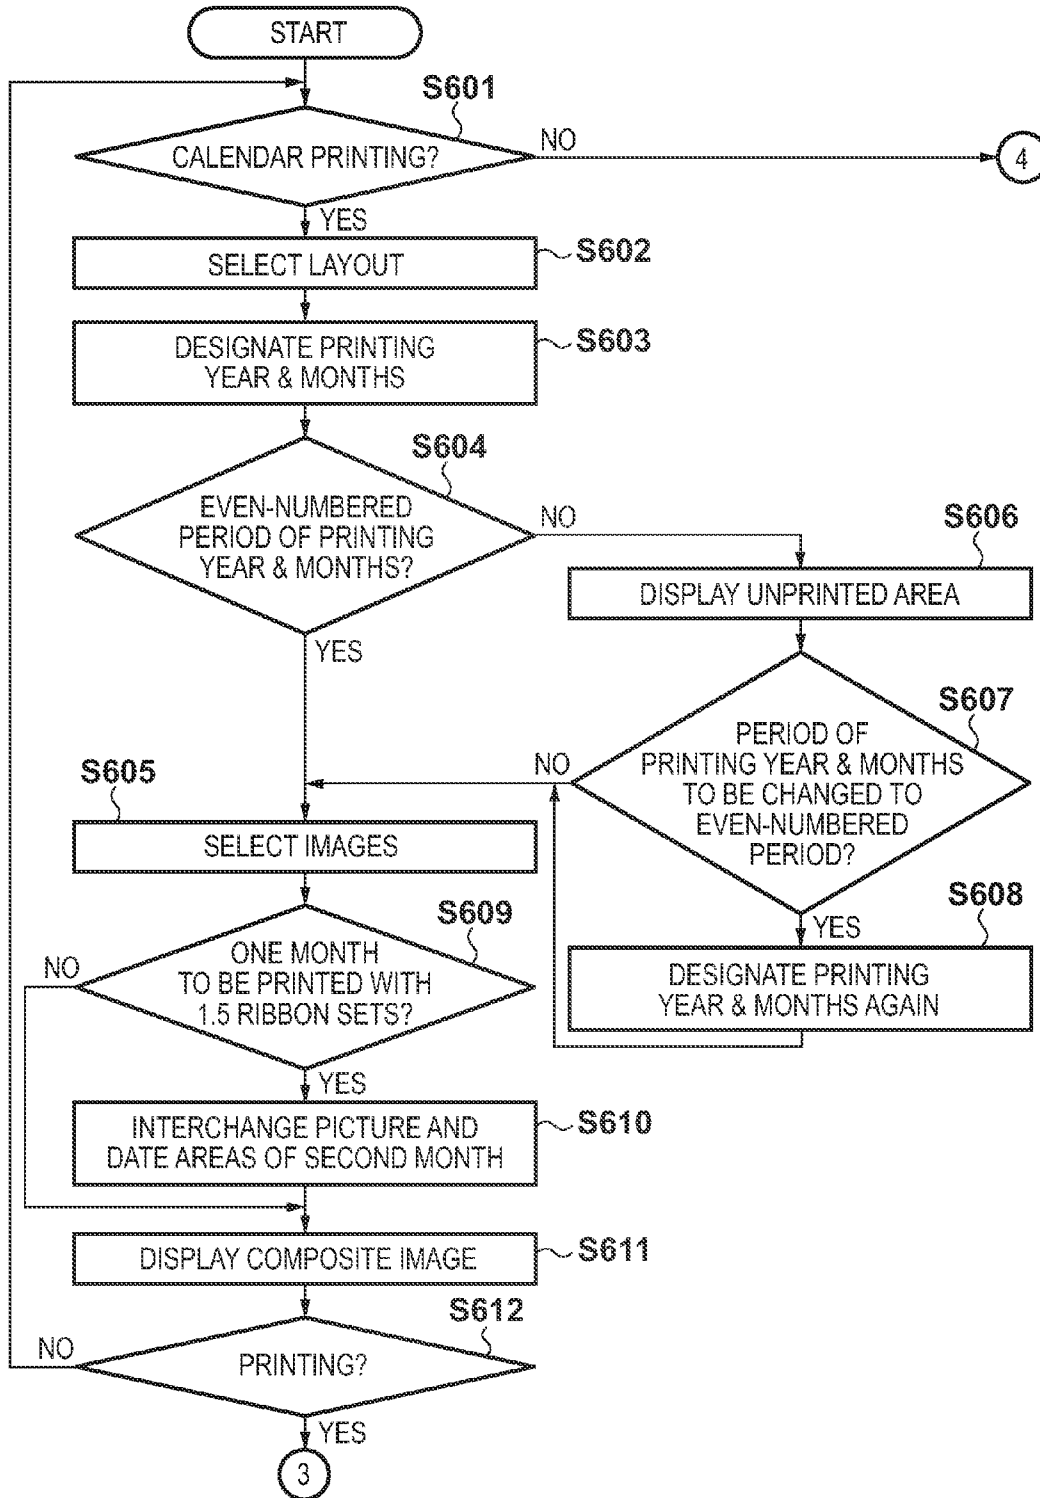 START
S601
CALENDAR PRINTING?
NO
4
YES
SELECT LAYOUT
S602
DESIGNATE PRINTING
YEAR & MONTHS
S603
S604
EVEN-NUMBERED
PERIOD OF PRINTING
YEAR & MONTHS?
NO
YES
S606
DISPLAY UNPRINTED AREA
S607
PERIOD OF
PRINTING YEAR & MONTHS
TO BE CHANGED TO
EVEN-NUMBERED
PERIOD?
NO
YES
S608
DESIGNATE PRINTING
YEAR & MONTHS AGAIN
S605
SELECT IMAGES
S609
ONE MONTH
TO BE PRINTED WITH
1.5 RIBBON SETS?
NO
YES
INTERCHANGE PICTURE AND
DATE AREAS OF SECOND MONTH
S610
DISPLAY COMPOSITE IMAGE
S611
S612
PRINTING?
NO
YES
3